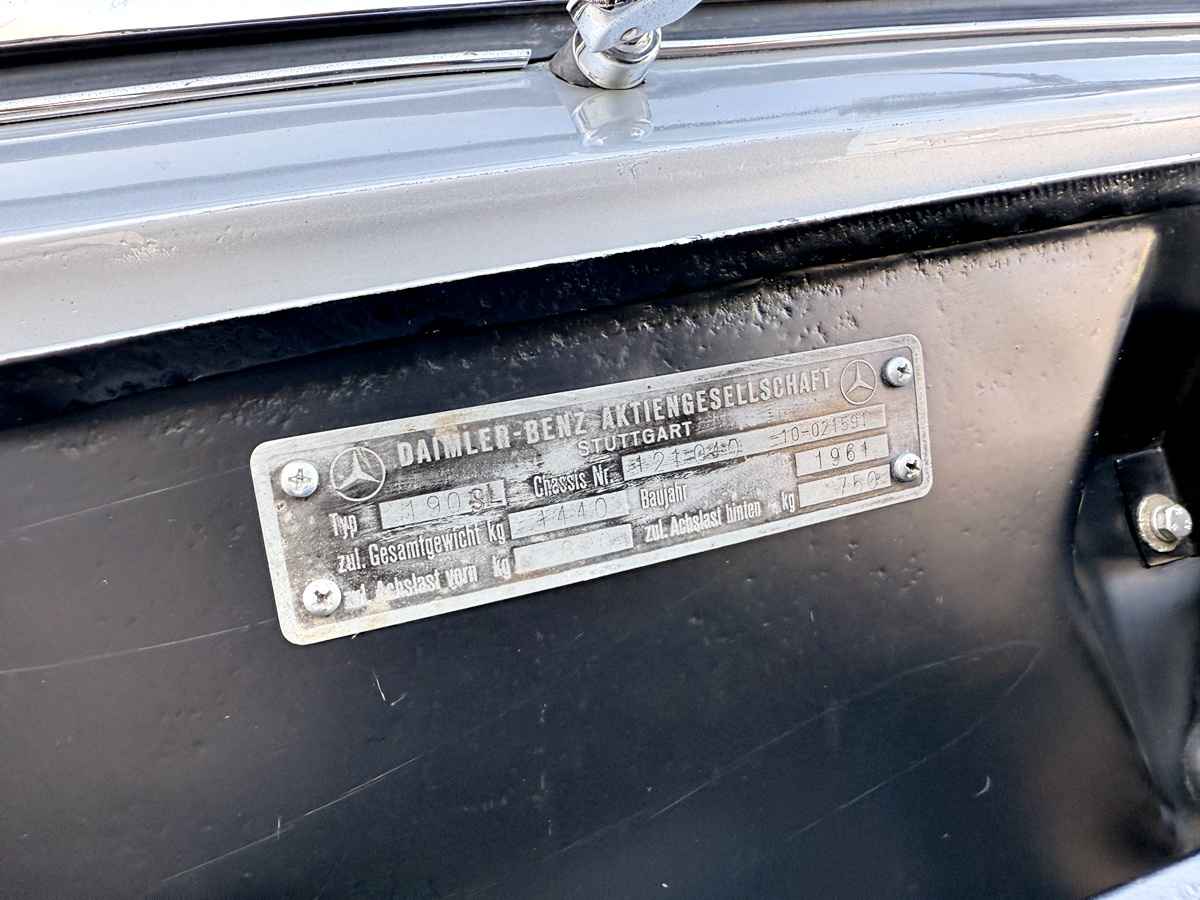 DAIMLER-BENZ AKTIENGESELLSCHAFT
STUTTGART
Typ 190 SL Chassis Nr. 121-040 -10-021591
zul. Gesamtgewicht kg 1440 Baujahr 1961
zul. Achslast vorn kg zul. Achslast hinten kg 750